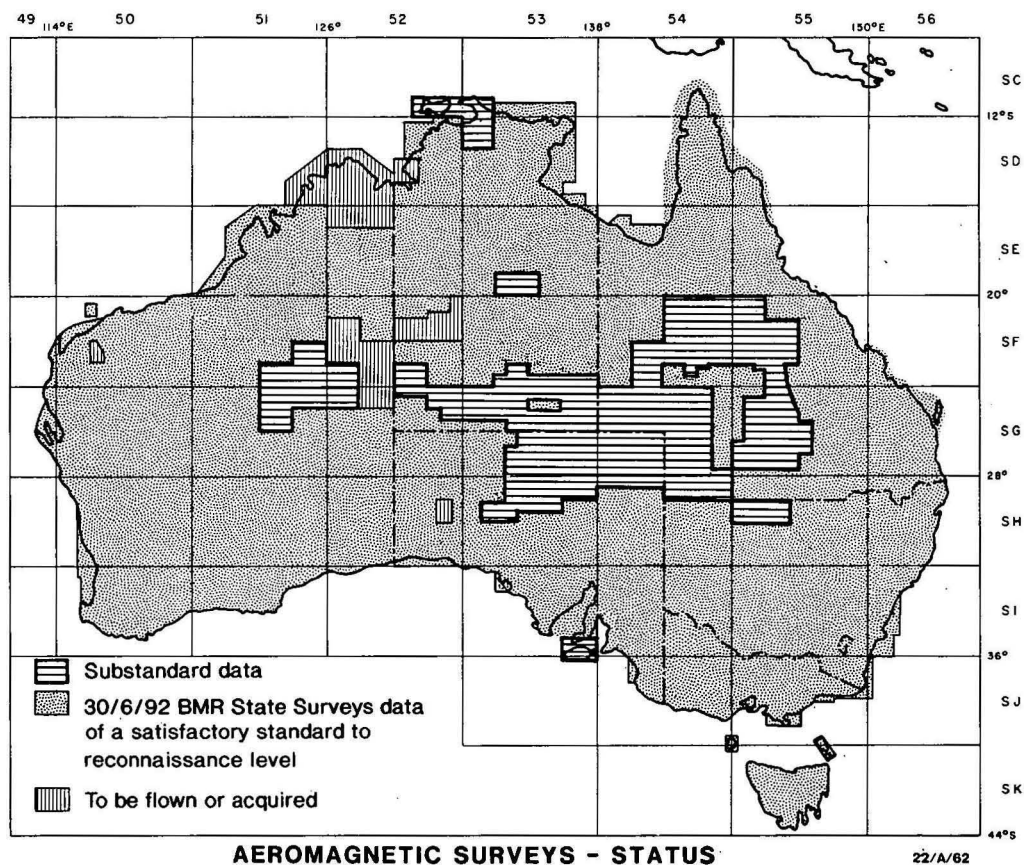 49 50 51 52 53 54 55 56
114°E 126° 138° 150°E
SC
12°S
SD
SE
20°
SF
SG
28°
SH
SI
36°
SJ
SK
44°S
Substandard data
30/6/92 BMR State Surveys data
of a satisfactory standard to
reconnaissance level
To be flown or acquired
AEROMAGNETIC SURVEYS - STATUS
22/A/62